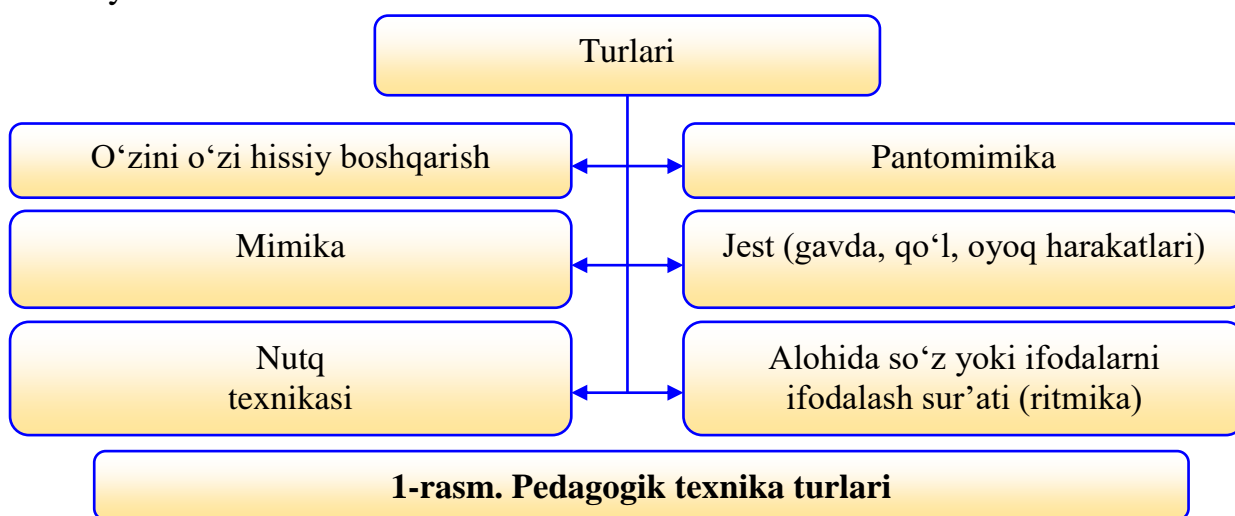 Turlari
O‘zini o‘zi hissiy boshqarish
Pantomimika
Mimika
Jest (gavda, qo‘l, oyoq harakatlari)
Nutq
texnikasi
Alohida so‘z yoki ifodalarni
ifodalash sur’ati (ritmika)
1-rasm. Pedagogik texnika turlari